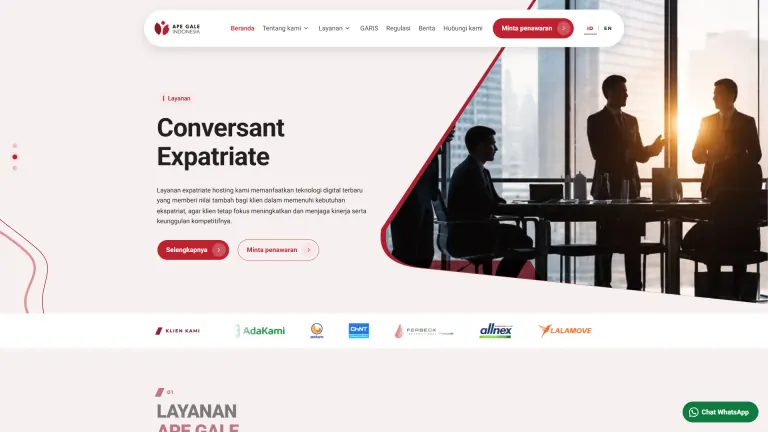 APE GALE
INDONESIA
Beranda
Tentang kami
Layanan
GARIS
Regulasi
Berita
Hubungi kami
Minta penawaran
ID
EN
Layanan
Conversant
Expatriate
Layanan expatriate hosting kami memanfaatkan teknologi digital terbaru
yang memberi nilai tambah bagi klien dalam memenuhi kebutuhan
ekspatriat, agar klien tetap fokus meningkatkan dan menjaga kinerja serta
keunggulan kompetitifnya.
Selengkapnya
Minta penawaran
KLIEN KAMI
AdaKami
CHNT
FERBECK
allnex
LALAMOVE
01
LAYANAN
APE GALE
Chat WhatsApp